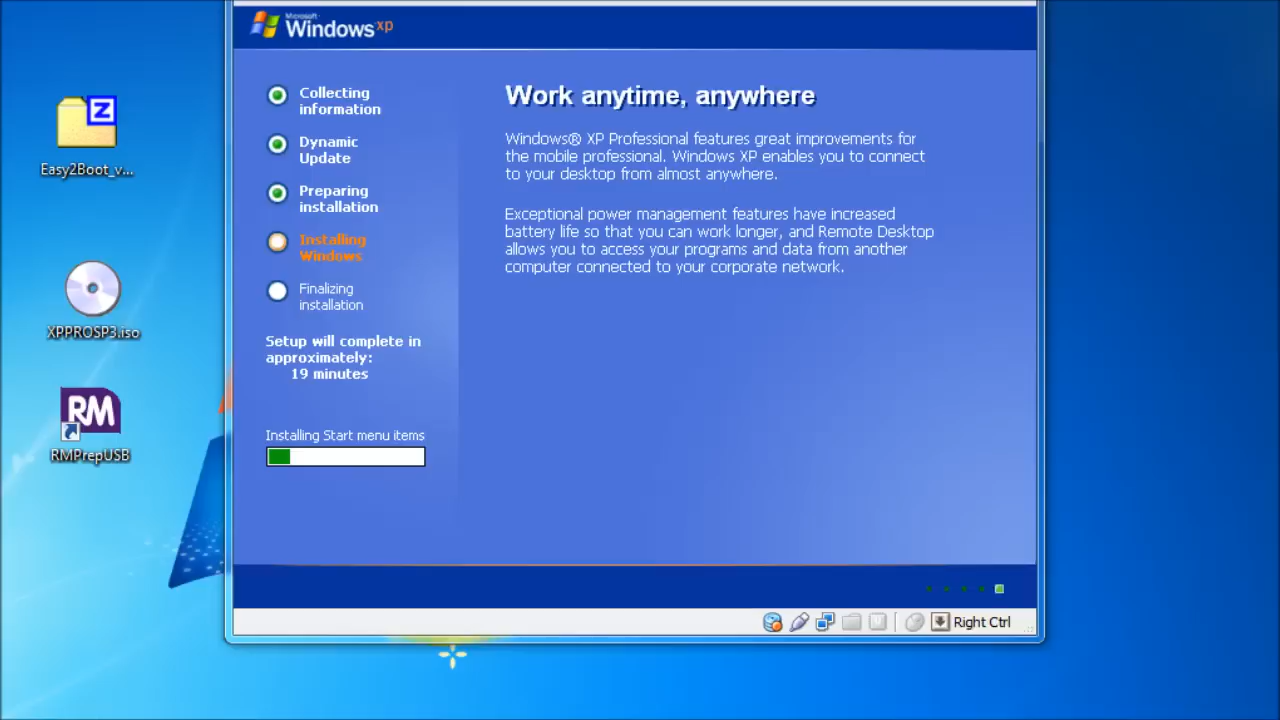 Microsoft
Windows xp
Collecting
information
Dynamic
Update
Preparing
installation
Installing
Windows
Finalizing
installation
Setup will complete in
approximately:
19 minutes
Installing Start menu items
Work anytime, anywhere
Windows® XP Professional features great improvements for
the mobile professional. Windows XP enables you to connect
to your desktop from almost anywhere.
Exceptional power management features have increased
battery life so that you can work longer, and Remote Desktop
allows you to access your programs and data from another
computer connected to your corporate network.
Right Ctrl
Z
Easy2Boot_v...
XPPROSP3.iso
RM
RMPrepUSB